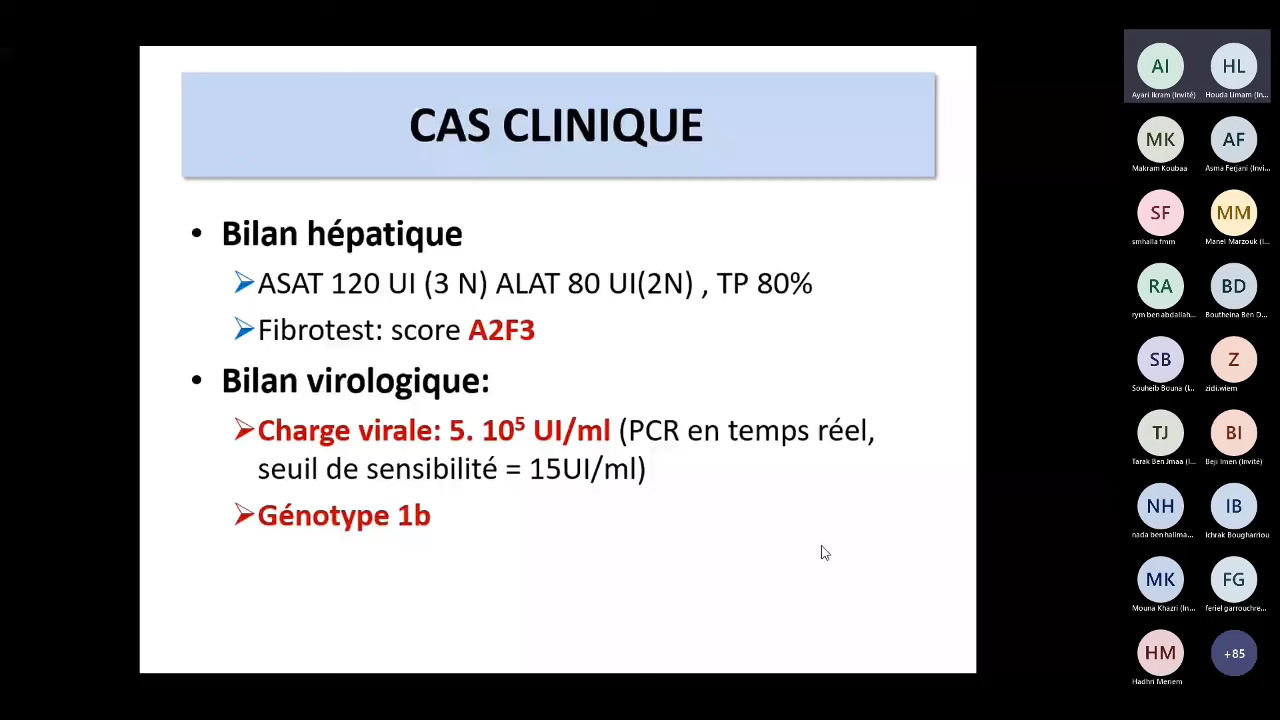 CAS CLINIQUE
• Bilan hépatique
ASAT 120 UI (3 N) ALAT 80 UI(2N) , TP 80%
Fibrotest: score A2F3
• Bilan virologique:
Charge virale: 5. 10⁵ UI/ml (PCR en temps réel,
seuil de sensibilité = 15UI/ml)
Génotype 1b
AI HL
Ayari Ikram (Invité) Houda Limam (In...
MK AF
Makram Koubaa Asma Ferjani (Invi...
SF MM
smhalla fmm Manel Marzouk (I...
RA BD
rym ben abdallah... Boutheina Ben D...
SB Z
Souheib Bouna (I... zidi.wiem
TJ BI
Tarak Ben Jmaa (I... Beji Imen (Invité)
NH IB
nada ben halima... Ichrak Bougharriou
MK FG
Mouna Khazri (In... feriel garrouchre...
HM +85
Hadhri Meriem